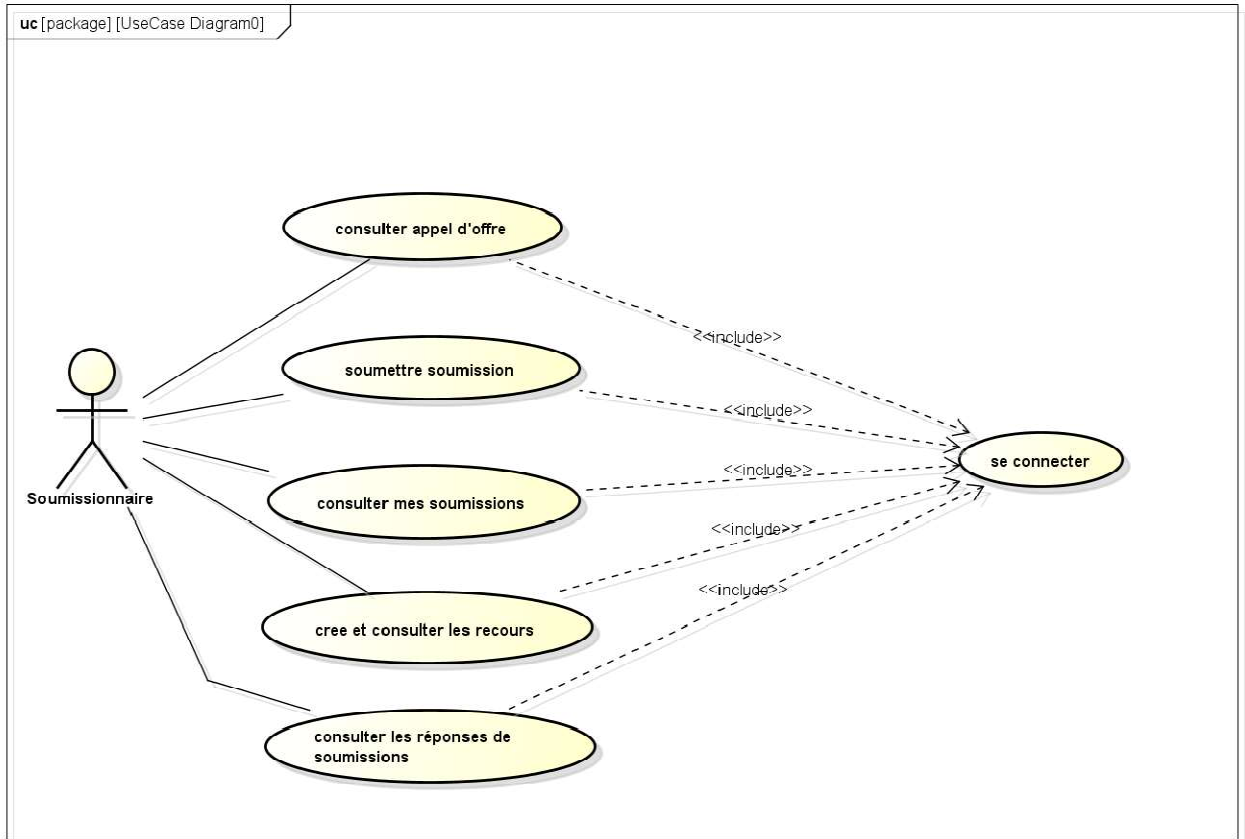 uc [package] [UseCase Diagram0]
consulter appel d'offre
<<include>>
soumettre soumission
<<include>>
se connecter
consulter mes soumissions
<<include>>
Soumissionnaire
<<include>>
cree et consulter les recours
<<include>>
consulter les réponses de
soumissions